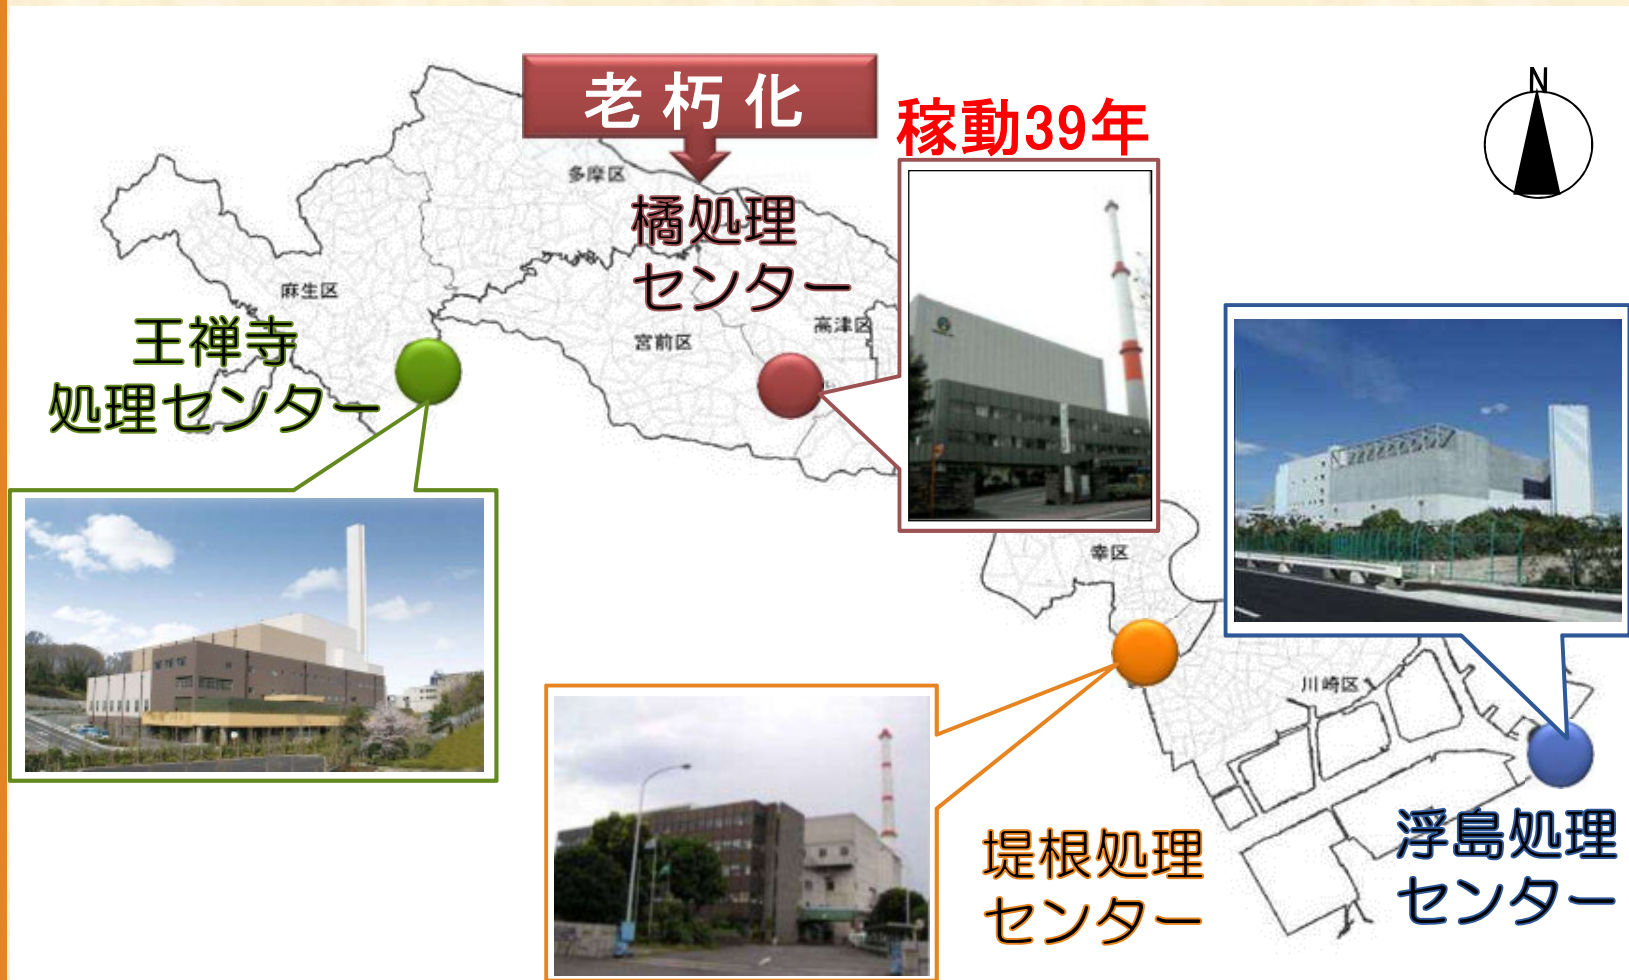 老朽化
稼動39年
N
多摩区
橘処理
センター
麻生区
高津区
宮前区
王禅寺
処理センター
幸区
川崎区
堤根処理
センター
浮島処理
センター